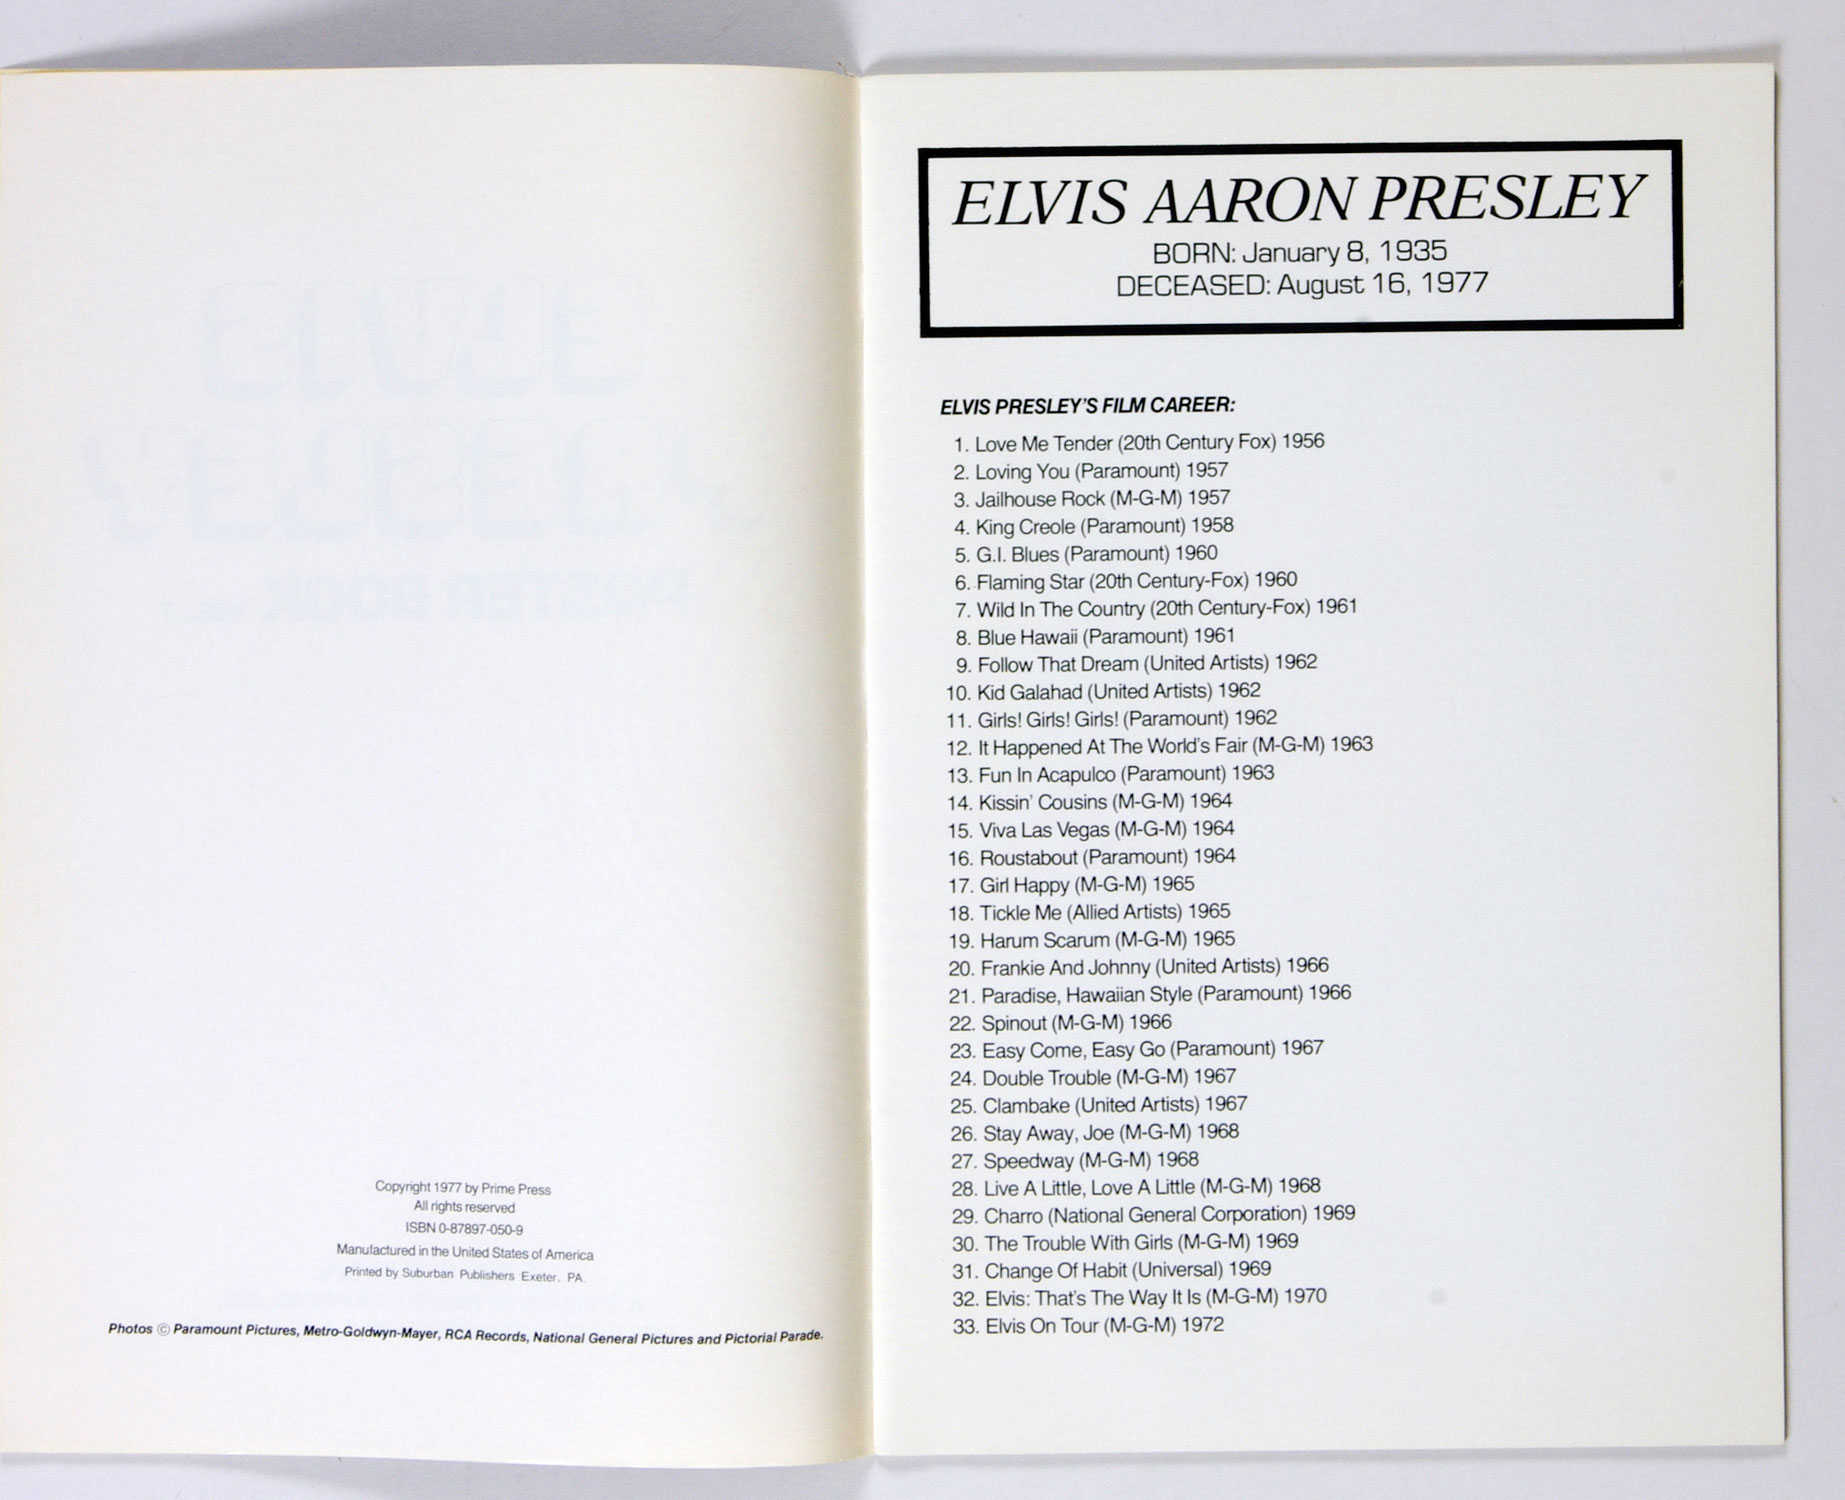 Copyright 1977 by Prime Press
All rights reserved
ISBN 0-87897-050-9
Manufactured in the United States of America
Printed by Suburban Publishers Exeter, PA.
Photos © Paramount Pictures, Metro-Goldwyn-Mayer, RCA Records, National General Pictures and Pictorial Parade.
ELVIS AARON PRESLEY
BORN: January 8, 1935
DECEASED: August 16, 1977
ELVIS PRESLEY'S FILM CAREER:
1. Love Me Tender (20th Century Fox) 1956
2. Loving You (Paramount) 1957
3. Jailhouse Rock (M-G-M) 1957
4. King Creole (Paramount) 1958
5. G.I. Blues (Paramount) 1960
6. Flaming Star (20th Century-Fox) 1960
7. Wild In The Country (20th Century-Fox) 1961
8. Blue Hawaii (Paramount) 1961
9. Follow That Dream (United Artists) 1962
10. Kid Galahad (United Artists) 1962
11. Girls! Girls! Girls! (Paramount) 1962
12. It Happened At The World's Fair (M-G-M) 1963
13. Fun In Acapulco (Paramount) 1963
14. Kissin' Cousins (M-G-M) 1964
15. Viva Las Vegas (M-G-M) 1964
16. Roustabout (Paramount) 1964
17. Girl Happy (M-G-M) 1965
18. Tickle Me (Allied Artists) 1965
19. Harum Scarum (M-G-M) 1965
20. Frankie And Johnny (United Artists) 1966
21. Paradise, Hawaiian Style (Paramount) 1966
22. Spinout (M-G-M) 1966
23. Easy Come, Easy Go (Paramount) 1967
24. Double Trouble (M-G-M) 1967
25. Clambake (United Artists) 1967
26. Stay Away, Joe (M-G-M) 1968
27. Speedway (M-G-M) 1968
28. Live A Little, Love A Little (M-G-M) 1968
29. Charro (National General Corporation) 1969
30. The Trouble With Girls (M-G-M) 1969
31. Change Of Habit (Universal) 1969
32. Elvis: That's The Way It Is (M-G-M) 1970
33. Elvis On Tour (M-G-M) 1972